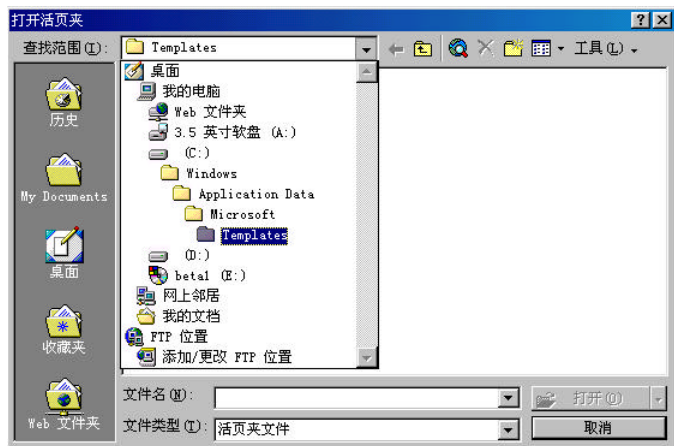 打开活页夹
查找范围(I):
Templates
工具(L)
桌面
我的电脑
Web 文件夹
3.5 英寸软盘 (A:)
(C:)
Windows
Application Data
Microsoft
Templates
(D:)
beta1 (E:)
网上邻居
我的文档
FTP 位置
添加/更改 FTP 位置
历史
My Documents
桌面
收藏夹
Web 文件夹
文件名(N):
打开(O)
文件类型(T):
活页夹文件
取消